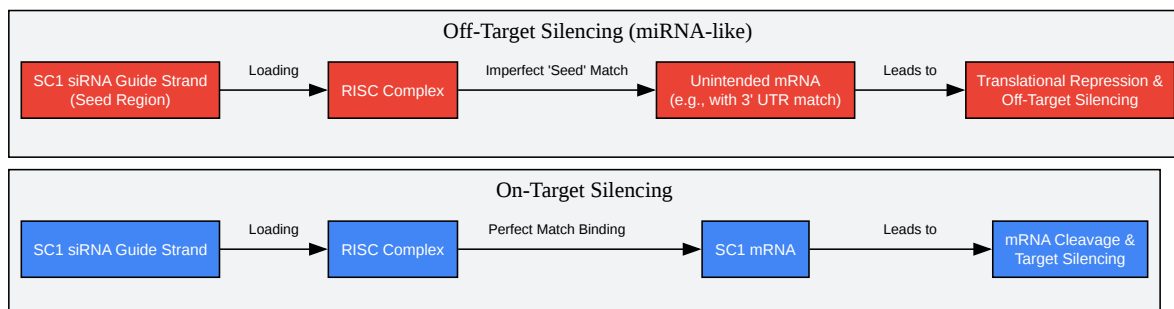 Off-Target Silencing (miRNA-like)
SC1 siRNA Guide Strand
(Seed Region)
Loading
RISC Complex
Imperfect 'Seed' Match
Unintended mRNA
(e.g., with 3' UTR match)
Leads to
Translational Repression &
Off-Target Silencing
On-Target Silencing
SC1 siRNA Guide Strand
Loading
RISC Complex
Perfect Match Binding
SC1 mRNA
Leads to
mRNA Cleavage &
Target Silencing